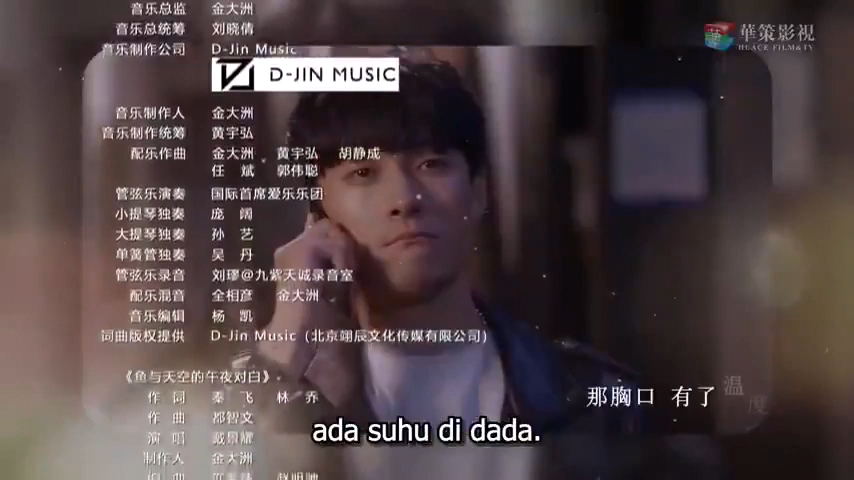 音乐总监 金大洲
音乐总统筹 刘晓倩
音乐制作公司 D-Jin Music
D-JIN MUSIC
音乐制作人 金大洲
音乐制作统筹 黄宇弘
配乐作曲 金大洲 黄宇弘 胡静成
任 斌 郭伟聪
管弦乐演奏 国际首席爱乐乐团
小提琴独奏 庞 阔
大提琴独奏 孙 艺
单簧管独奏 吴 丹
管弦乐录音 刘璆@九紫天诚录音室
配乐混音 全相彦 金大洲
音乐编辑 杨 凯
词曲版权提供 D-Jin Music (北京翊辰文化传媒有限公司)
《鱼与天空的午夜对白》
作 词 秦 飞 林 乔
作 曲 都智文
演 唱 戴景耀
制作人 金大洲
華策影視
HUACE FILM&TV
那胸口 有了 温度
ada suhu di dada.